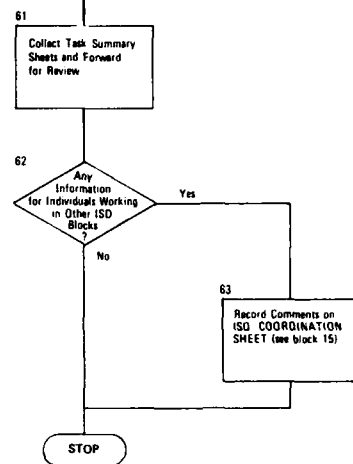 61
Collect Task Summary
Sheets and Forward
for Review
62
Any
Information
for Individuals Working
in Other ISD
Blocks
?
Yes
No
63
Record Comments on
ISD COORDINATION
SHEET (see block 15)
STOP